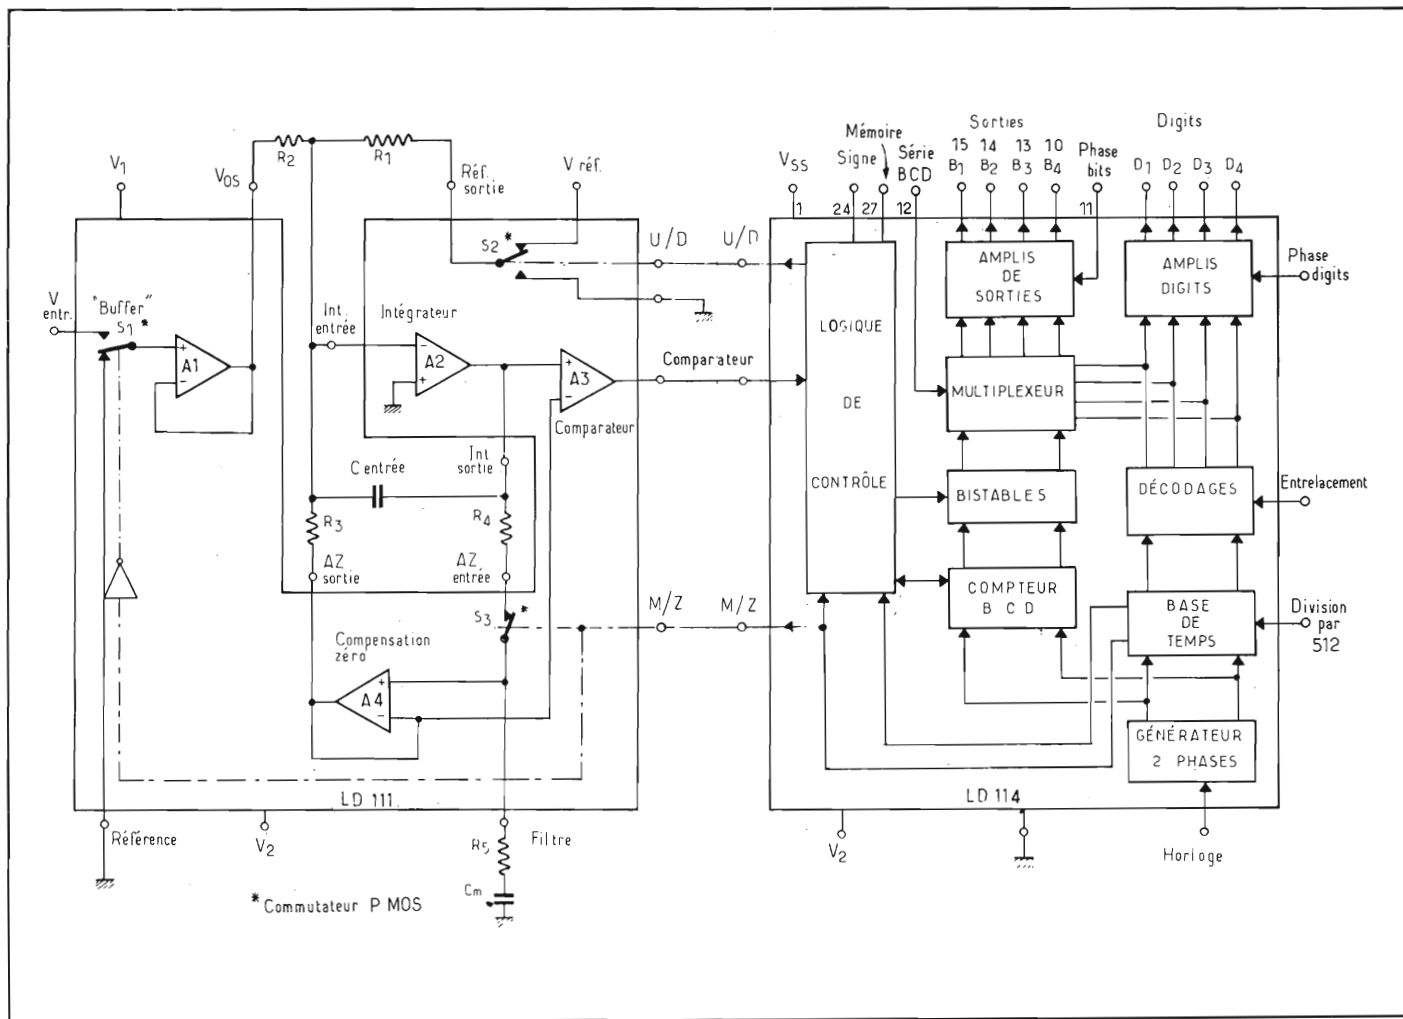 V1
VOS
R2
R1
Réf.
sortie
V réf.
S2 *
U/D
U/D
V
entr.
"Buffer"
S1 *
A1
+
-
Int.
entrée
Intégrateur
A2
-
+
A3
+
-
Comparateur
Comparateur
C entrée
Int
sortie
R3
R4
AZ
sortie
AZ
entrée
S3 *
M/Z
M/Z
Compensation
zéro
A4
+
-
LD 111
Référence
V2
Filtre
R5
Cm
* Commutateur P MOS
VSS
1
Signe
24
Mémoire
27
Série
BCD
12
Sorties
15
B1
14
B2
13
B3
10
B4
Phase
bits
11
Digits
D1
D2
D3
D4
LOGIQUE
DE
CONTRÔLE
AMPLIS
DE
SORTIES
AMPLIS
DIGITS
Phase
digits
MULTIPLEXEUR
BISTABLES
DÉCODAGES
Entrelacement
COMPTEUR
B C D
BASE
DE
TEMPS
Division
par
512
GÉNÉRATEUR
2 PHASES
LD 114
V2
Horloge